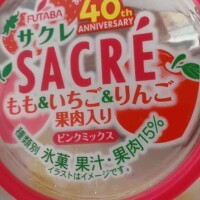 FUTABA
40th
ANNIVERSARY
サクレ
SACRÉ
もも&いちご&りんご
果肉入り
ピンクミックス
種類別 氷菓 果汁・果肉15%
イラストはイメージです。